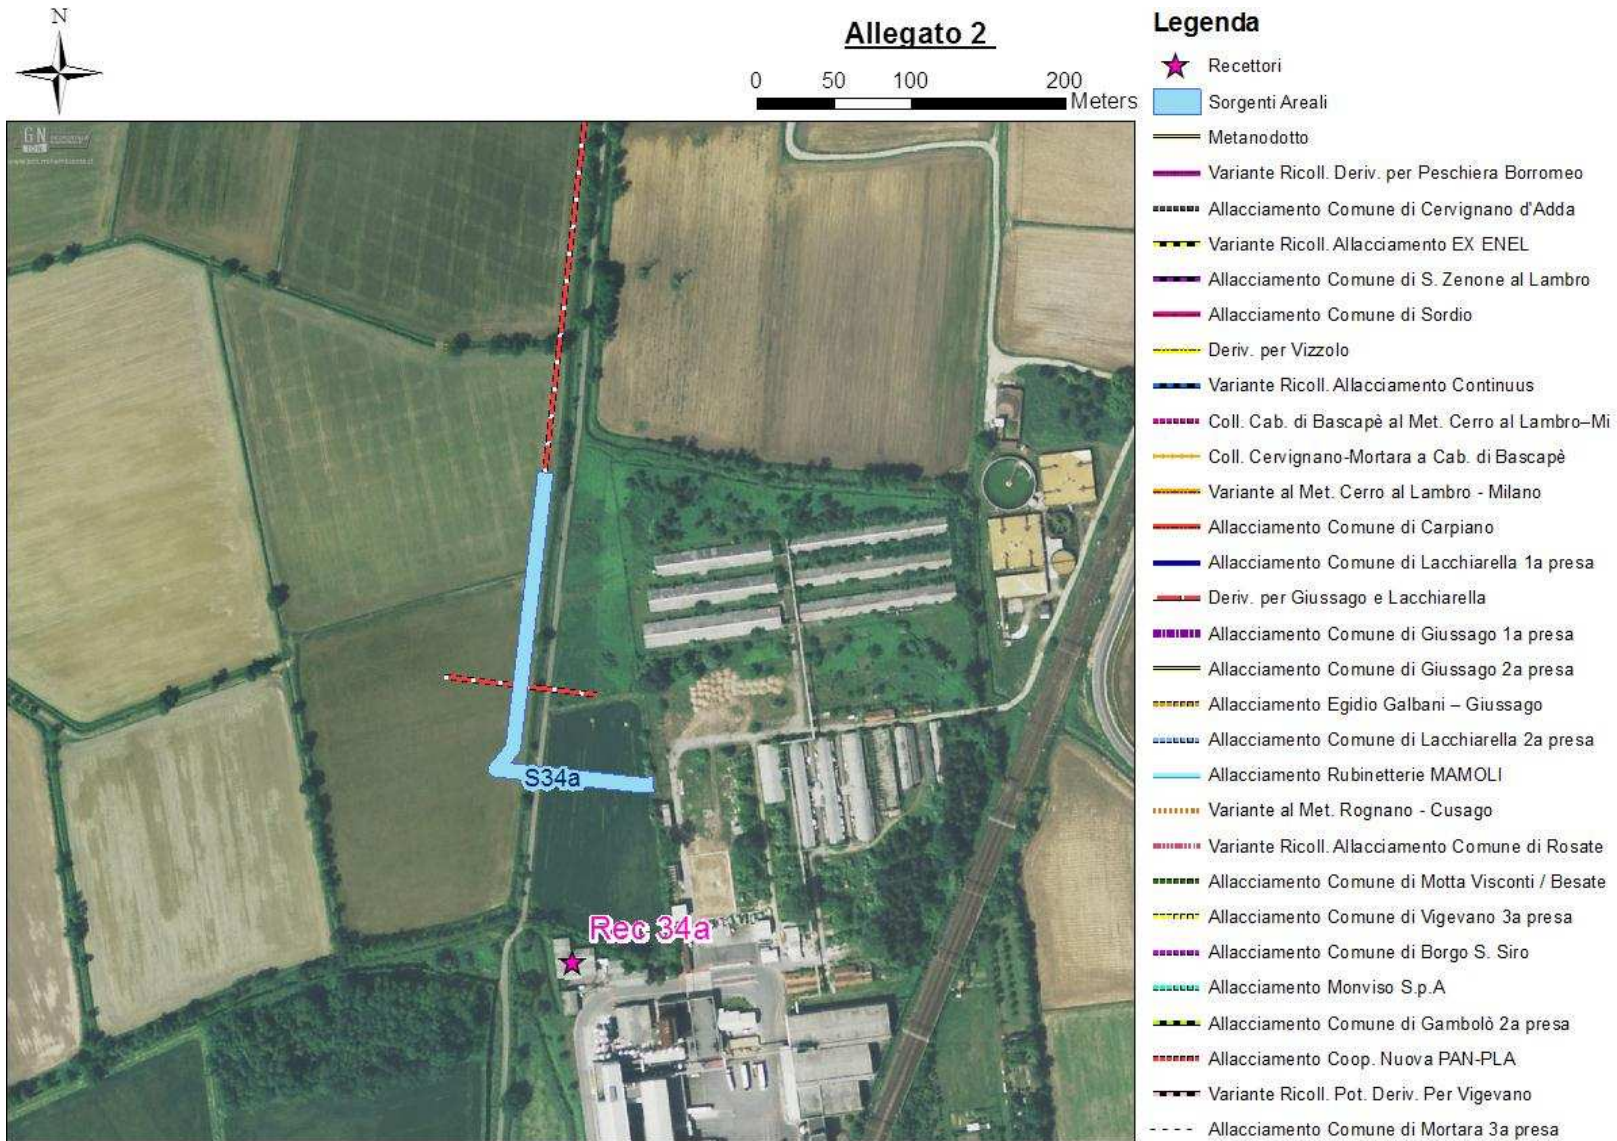 N
Allegato 2
0 50 100 200
Meters
GN
S34a
Rec 34a
Legenda
Recettori
Sorgenti Areali
Metanodotto
Variante Ricoll. Deriv. per Peschiera Borromeo
Allacciamento Comune di Cervignano d'Adda
Variante Ricoll. Allacciamento EX ENEL
Allacciamento Comune di S. Zenone al Lambro
Allacciamento Comune di Sordio
Deriv. per Vizzolo
Variante Ricoll. Allacciamento Continuus
Coll. Cab. di Bascapè al Met. Cerro al Lambro–Mi
Coll. Cervignano-Mortara a Cab. di Bascapè
Variante al Met. Cerro al Lambro - Milano
Allacciamento Comune di Carpiano
Allacciamento Comune di Lacchiarella 1a presa
Deriv. per Giussago e Lacchiarella
Allacciamento Comune di Giussago 1a presa
Allacciamento Comune di Giussago 2a presa
Allacciamento Egidio Galbani – Giussago
Allacciamento Comune di Lacchiarella 2a presa
Allacciamento Rubinetterie MAMOLI
Variante al Met. Rognano - Cusago
Variante Ricoll. Allacciamento Comune di Rosate
Allacciamento Comune di Motta Visconti / Besate
Allacciamento Comune di Vigevano 3a presa
Allacciamento Comune di Borgo S. Siro
Allacciamento Monviso S.p.A
Allacciamento Comune di Gambolò 2a presa
Allacciamento Coop. Nuova PAN-PLA
Variante Ricoll. Pot. Deriv. Per Vigevano
Allacciamento Comune di Mortara 3a presa